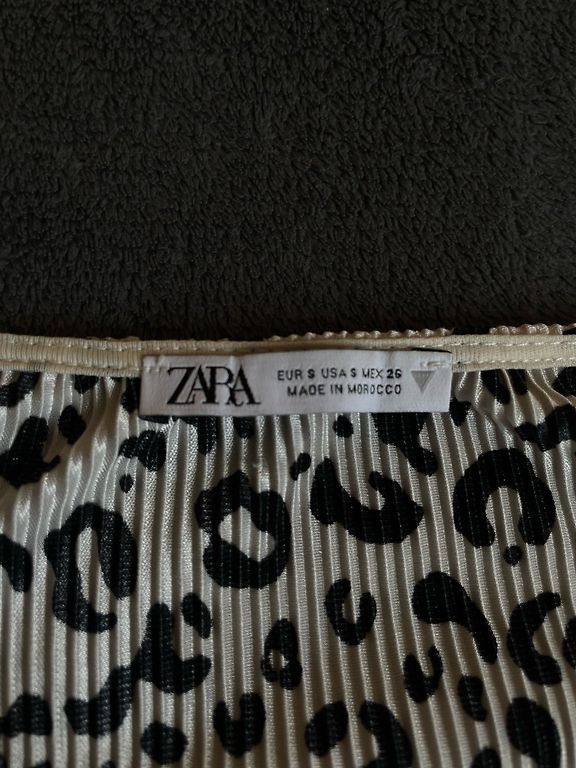 ZARA
EUR S USA S MEX 26
MADE IN MOROCCO